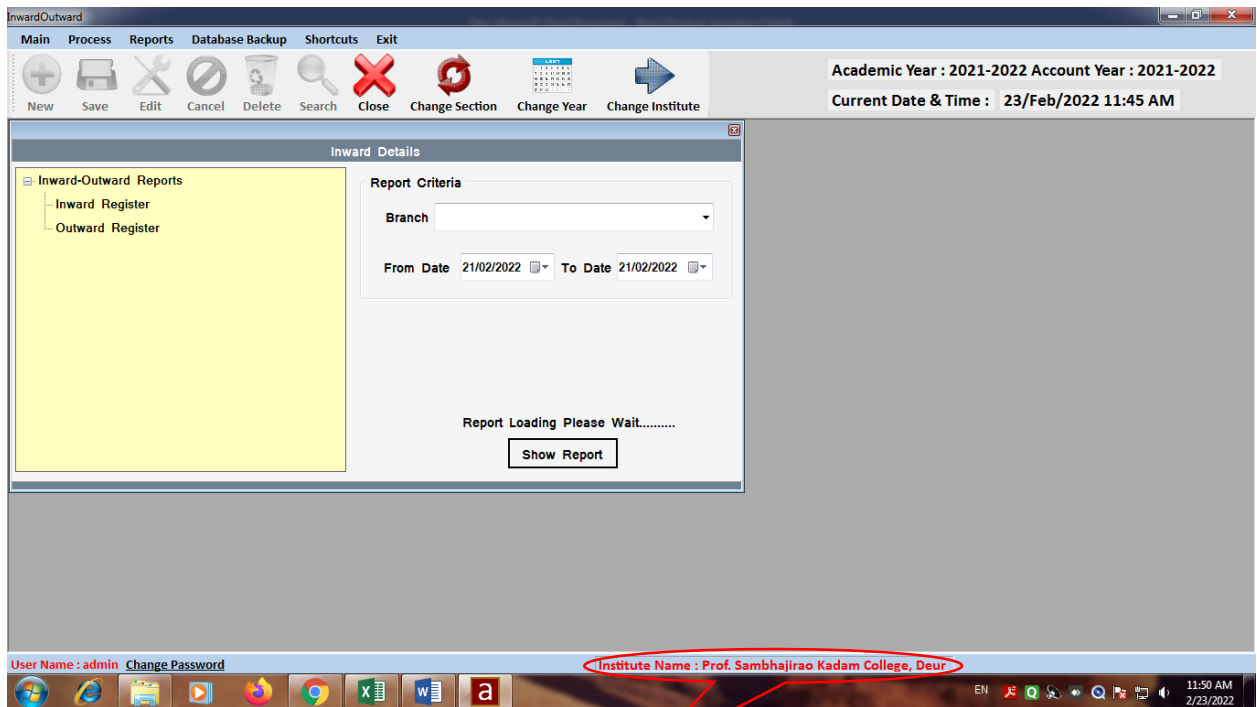 InwardOutward
Main Process Reports Database Backup Shortcuts Exit
New Save Edit Cancel Delete Search Close Change Section Change Year Change Institute
Academic Year : 2021-2022 Account Year : 2021-2022
Current Date & Time : 23/Feb/2022 11:45 AM
Inward Details
Inward-Outward Reports
Inward Register
Outward Register
Report Criteria
Branch
From Date 21/02/2022 To Date 21/02/2022
Report Loading Please Wait..........
Show Report
User Name : admin Change Password
Institute Name : Prof. Sambhajirao Kadam College, Deur
EN
11:50 AM
2/23/2022